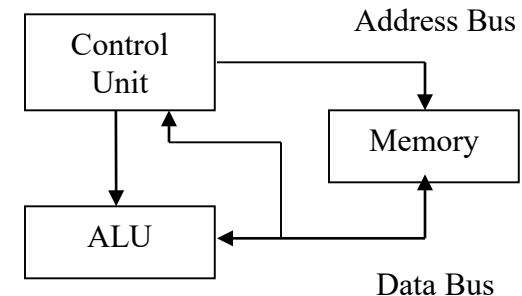 Address Bus
Control
Unit
Memory
ALU
Data Bus